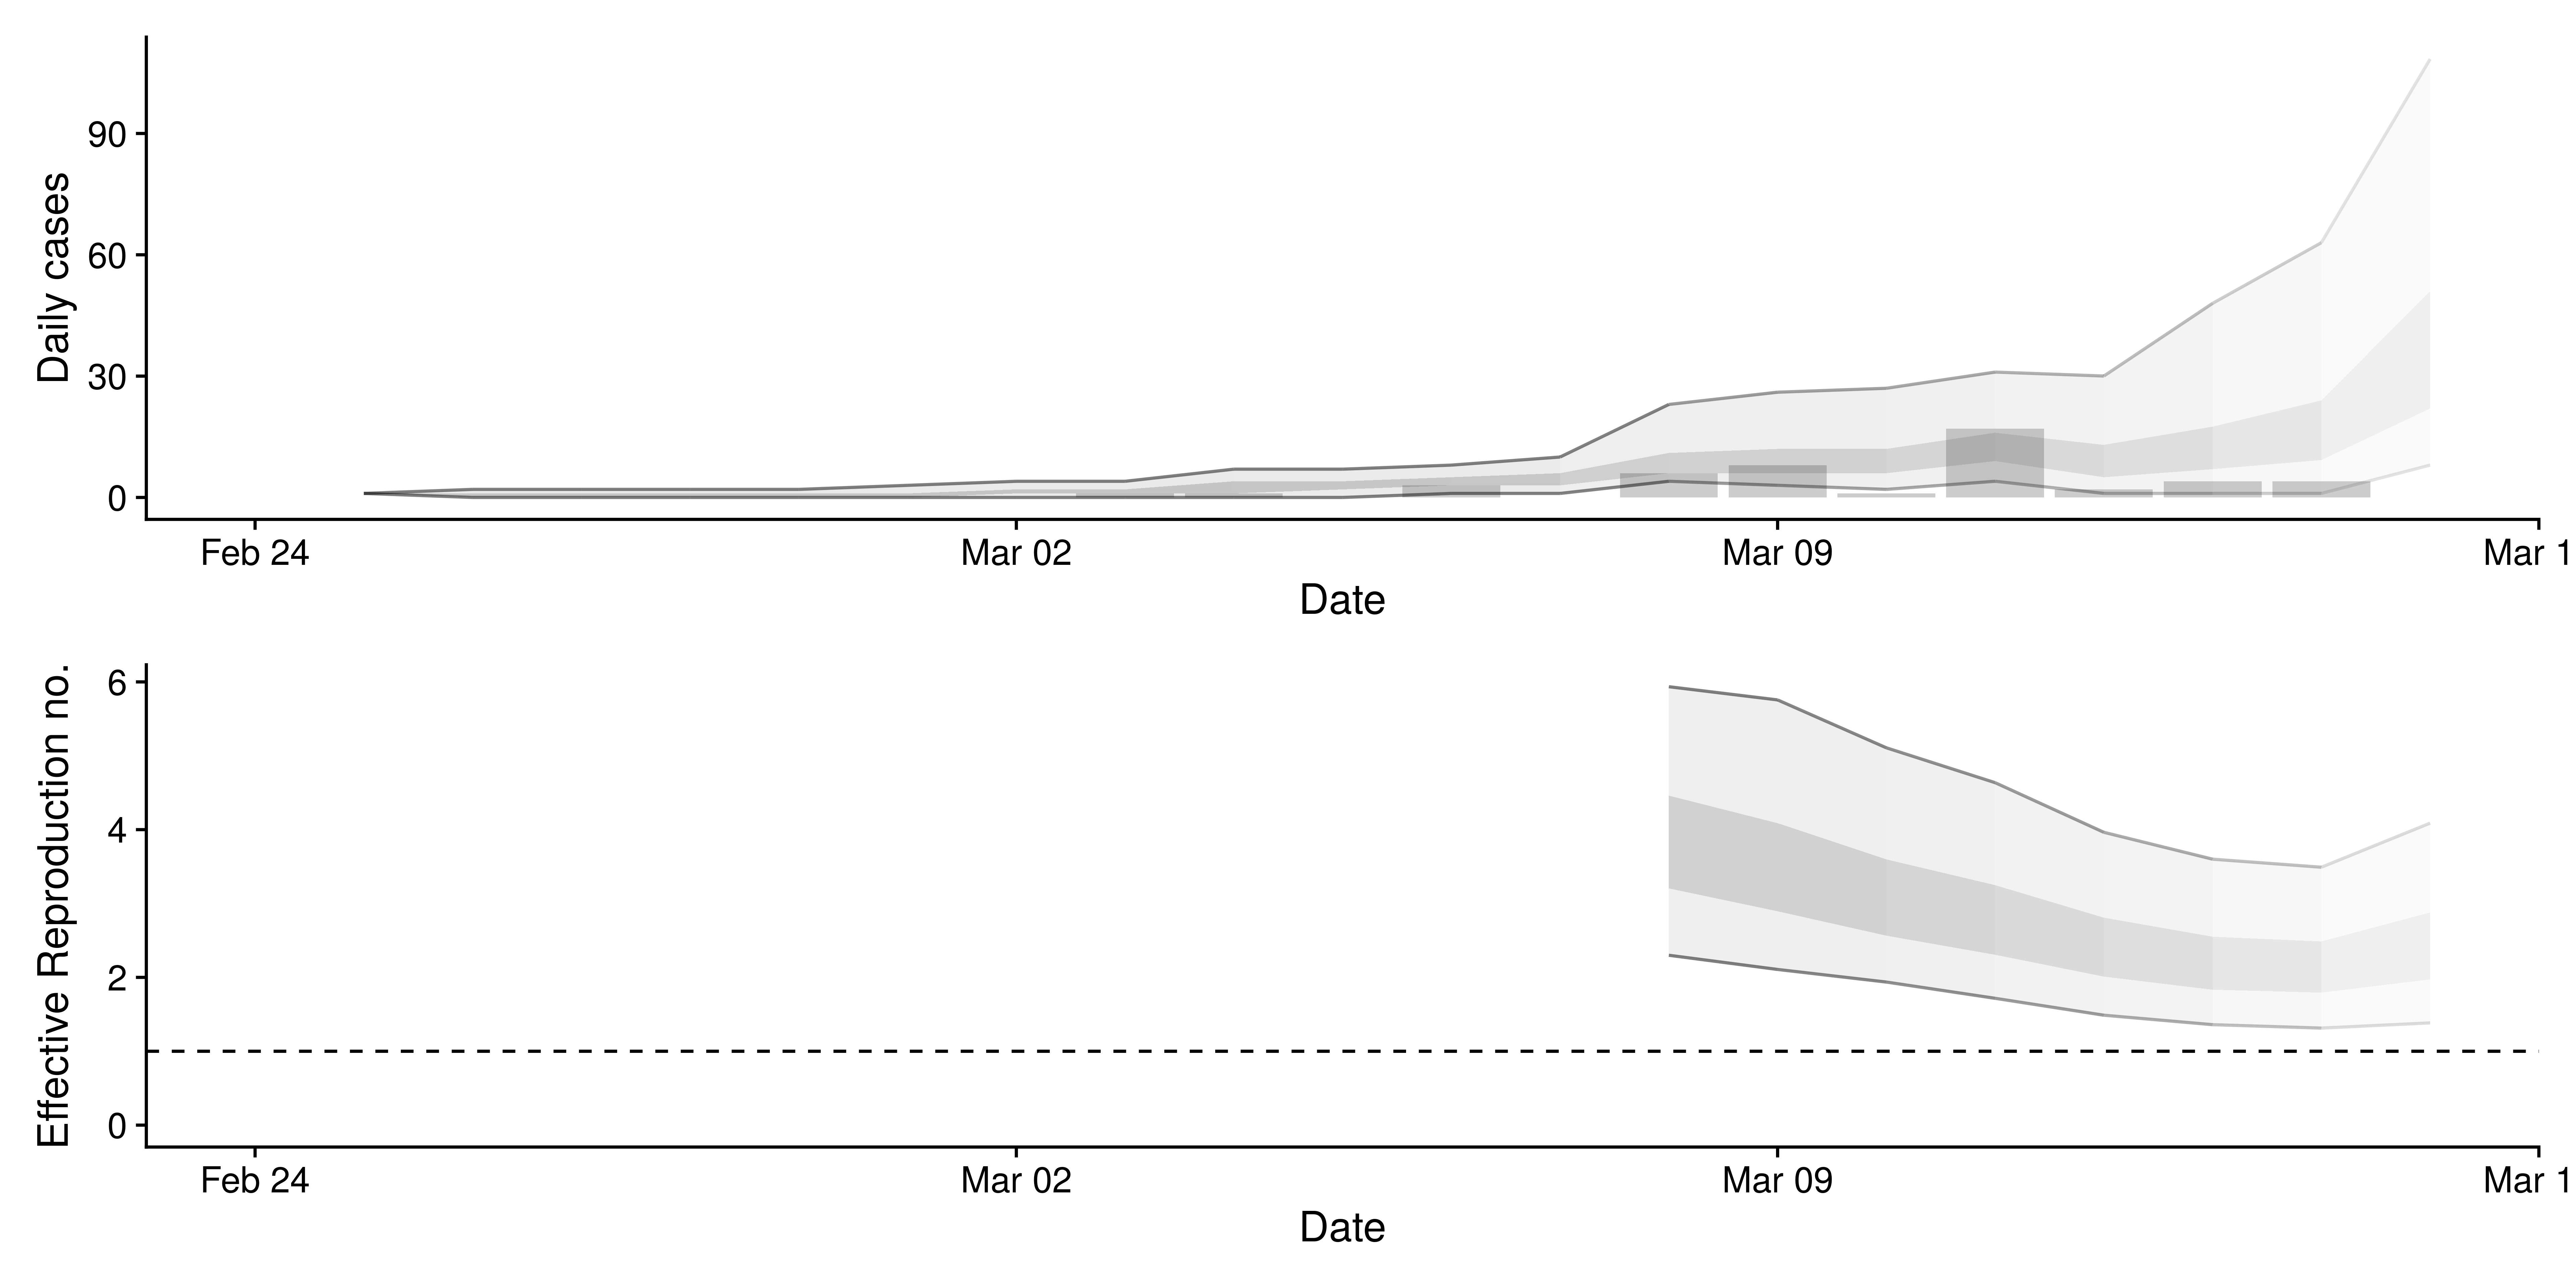 Daily cases
90
60
30
0
Feb 24 Mar 02 Mar 09 Mar 1
Date
Effective Reproduction no.
6
4
2
0
Feb 24 Mar 02 Mar 09 Mar 1
Date